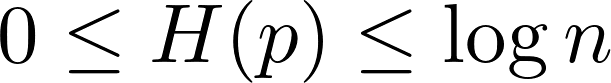 0 ≤ H(p) ≤ log n